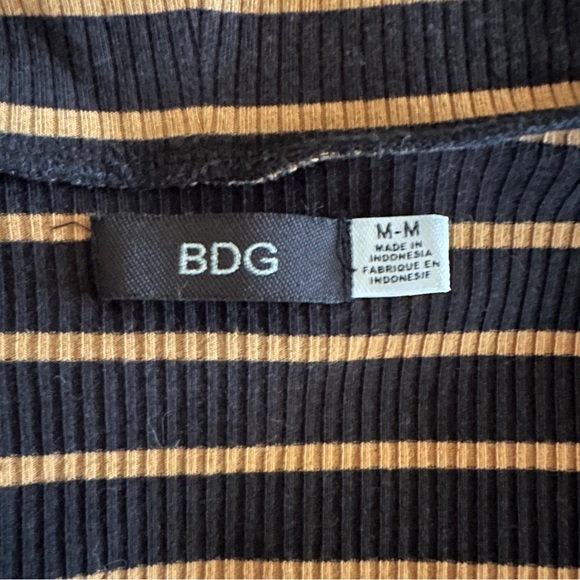 BDG
M-M
MADE IN
INDONESIA
FABRIQUE EN
INDONESIE